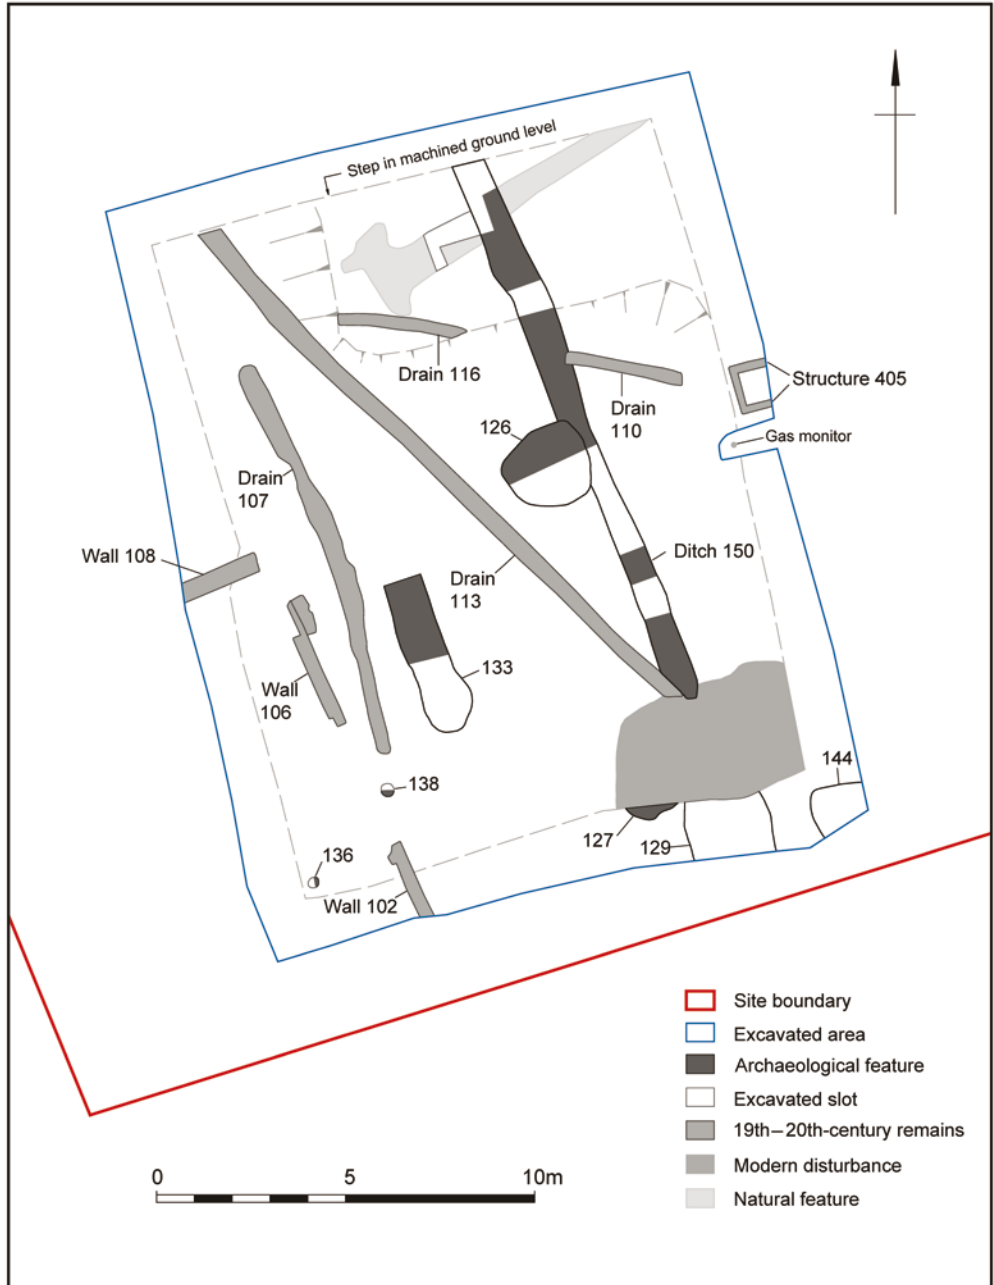 Step in machined ground level
Drain 116
Structure 405
Drain
110
126
Gas monitor
Drain
107
Wall 108
Ditch 150
Drain
113
133
Wall
106
138
144
127
129
136
Wall 102
Site boundary
Excavated area
Archaeological feature
Excavated slot
19th–20th-century remains
Modern disturbance
Natural feature
0 5 10m